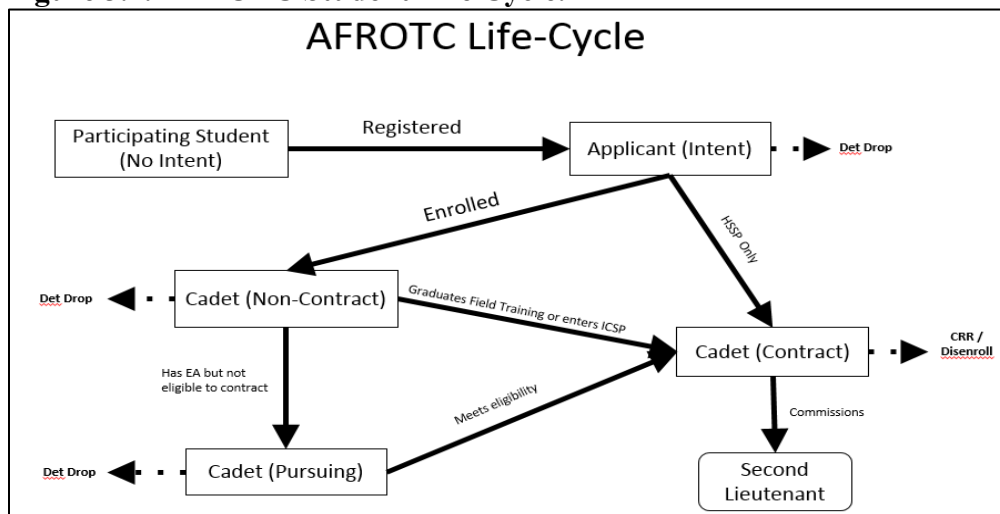 AFROTC Life-Cycle
Participating Student
(No Intent)
Registered
Applicant (Intent)
Det Drop
Enrolled
HSSP Only
Det Drop
Cadet (Non-Contract)
Graduates Field Training or enters ICSP
Cadet (Contract)
CRR /
Disenroll
Has EA but not
eligible to contract
Meets eligibility
Commissions
Det Drop
Cadet (Pursuing)
Second
Lieutenant